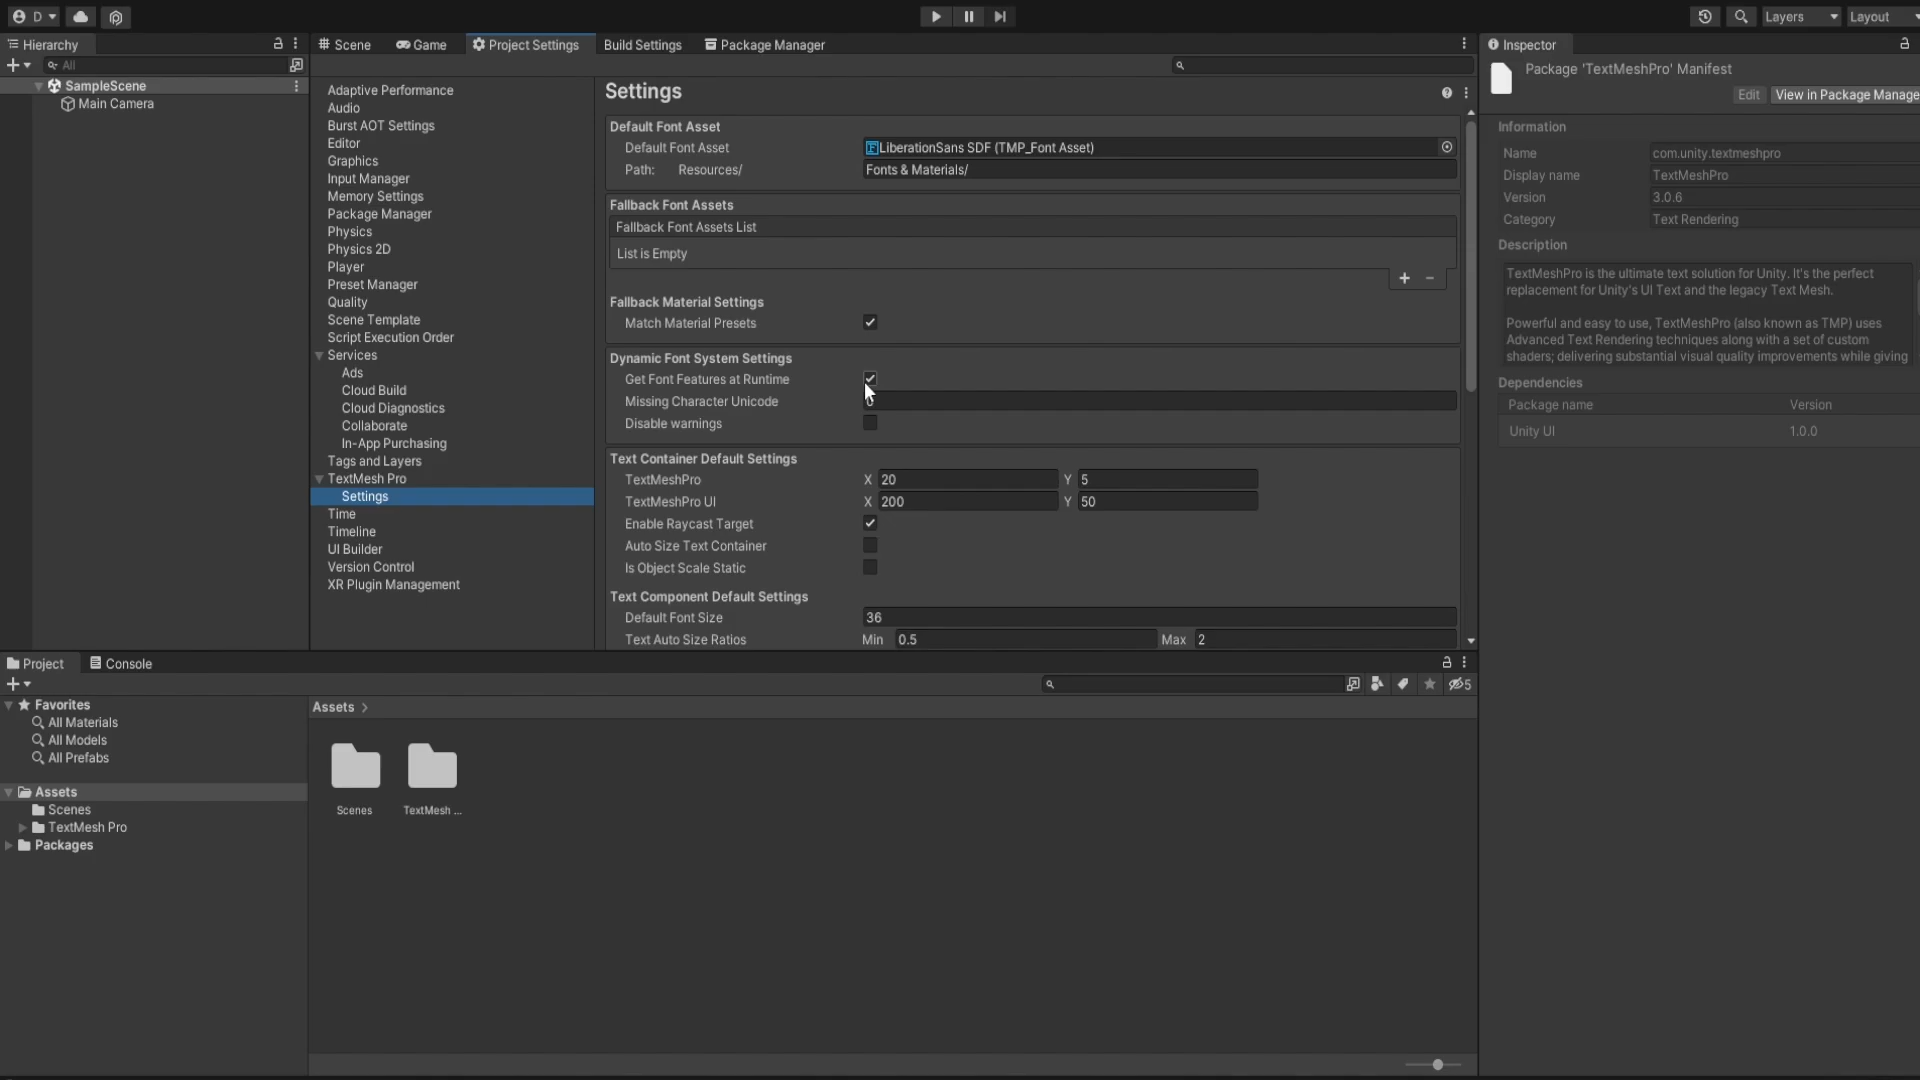 D
Layers
Layout
Hierarchy
All
SampleScene
Main Camera
Scene
Game
Project Settings
Build Settings
Package Manager
Adaptive Performance
Audio
Burst AOT Settings
Editor
Graphics
Input Manager
Memory Settings
Package Manager
Physics
Physics 2D
Player
Preset Manager
Quality
Scene Template
Script Execution Order
Services
Ads
Cloud Build
Cloud Diagnostics
Collaborate
In-App Purchasing
Tags and Layers
TextMesh Pro
Settings
Time
Timeline
UI Builder
Version Control
XR Plugin Management
Settings
Default Font Asset
Default Font Asset LiberationSans SDF (TMP_Font Asset)
Path: Resources/ Fonts & Materials/
Fallback Font Assets
Fallback Font Assets List
List is Empty
Fallback Material Settings
Match Material Presets
Dynamic Font System Settings
Get Font Features at Runtime
Missing Character Unicode
Disable warnings
Text Container Default Settings
TextMeshPro X 20 Y 5
TextMeshPro UI X 200 Y 50
Enable Raycast Target
Auto Size Text Container
Is Object Scale Static
Text Component Default Settings
Default Font Size 36
Text Auto Size Ratios Min 0.5 Max 2
Inspector
Package 'TextMeshPro' Manifest
Edit View in Package Manage
Information
Name com.unity.textmeshpro
Display name TextMeshPro
Version 3.0.6
Category Text Rendering
Description
TextMeshPro is the ultimate text solution for Unity. It's the perfect
replacement for Unity's UI Text and the legacy Text Mesh.
Powerful and easy to use, TextMeshPro (also known as TMP) uses
Advanced Text Rendering techniques along with a set of custom
shaders; delivering substantial visual quality improvements while giving
Dependencies
Package name Version
Unity UI 1.0.0
Project
Console
5
Favorites
All Materials
All Models
All Prefabs
Assets
Scenes
TextMesh Pro
Packages
Assets
Scenes
TextMesh ...